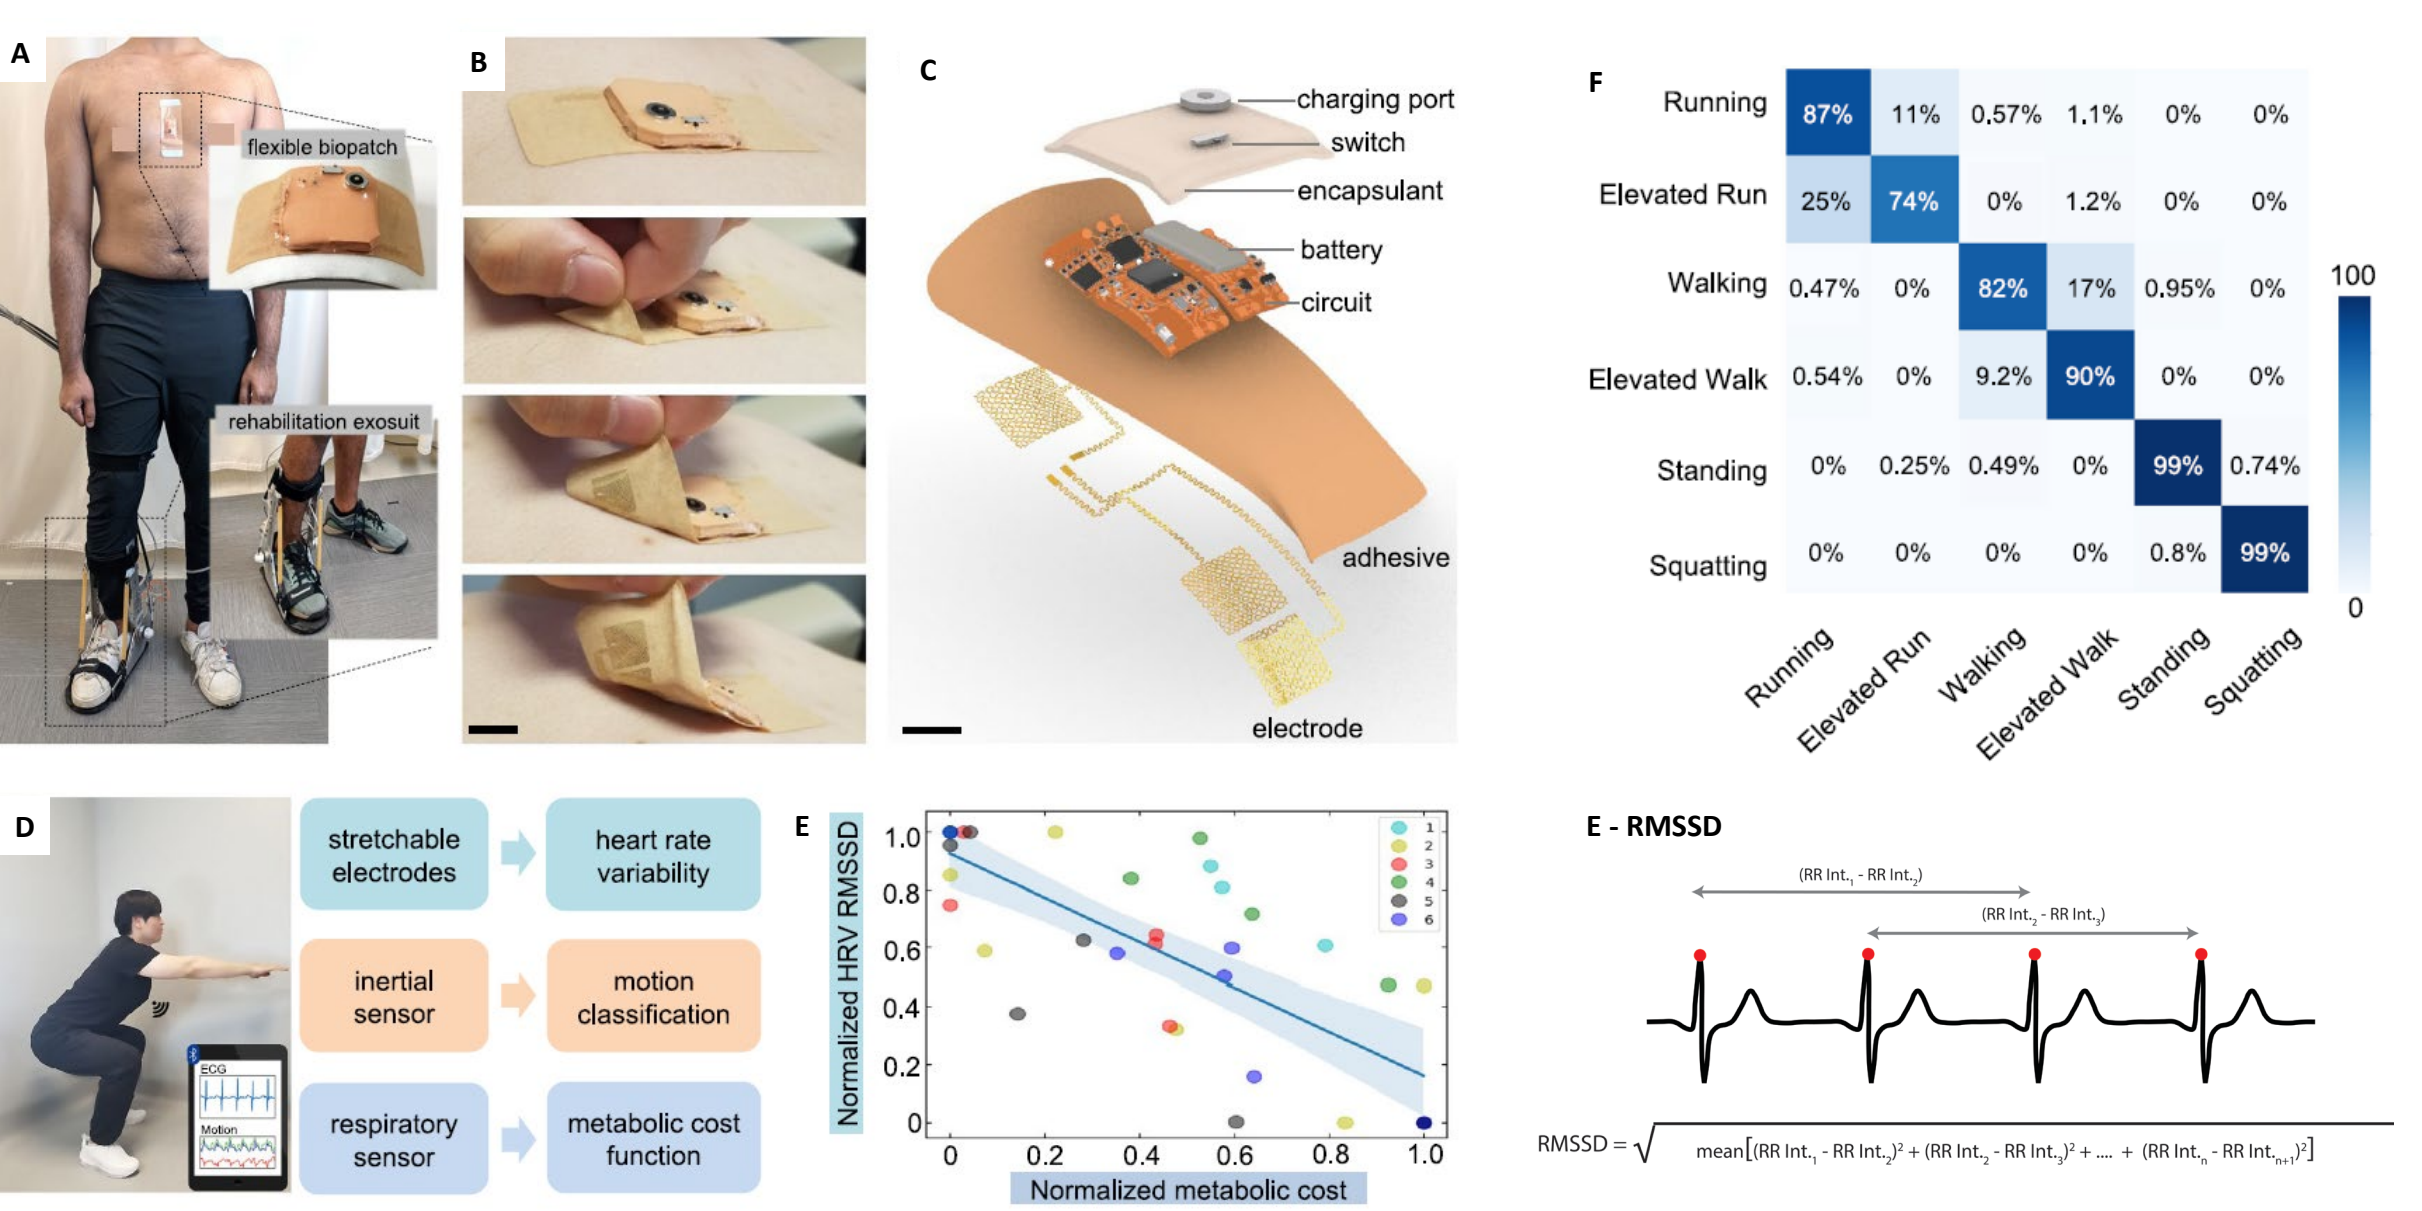 A
flexible biopatch
rehabilitation exosuit
B
C
charging port
switch
encapsulant
battery
circuit
adhesive
electrode
F
Running
87%
11%
0.57%
1.1%
0%
0%
Elevated Run
25%
74%
0%
1.2%
0%
0%
Walking
0.47%
0%
82%
17%
0.95%
0%
Elevated Walk
0.54%
0%
9.2%
90%
0%
0%
Standing
0%
0.25%
0.49%
0%
99%
0.74%
Squatting
0%
0%
0%
0%
0.8%
99%
Running
Elevated Run
Walking
Elevated Walk
Standing
Squatting
100
0
D
ECG
Motion
stretchable
electrodes
heart rate
variability
inertial
sensor
motion
classification
respiratory
sensor
metabolic cost
function
E
Normalized HRV RMSSD
1.0
0.8
0.6
0.4
0.2
0
0
0.2
0.4
0.6
0.8
1.0
Normalized metabolic cost
1
2
3
4
5
6
E - RMSSD
(RR Int.₁ - RR Int.₂)
(RR Int.₂ - RR Int.₃)
RMSSD = √ mean[(RR Int.₁ - RR Int.₂)² + (RR Int.₂ - RR Int.₃)² + .... + (RR Int.ₙ - RR Int.ₙ₊₁)²]